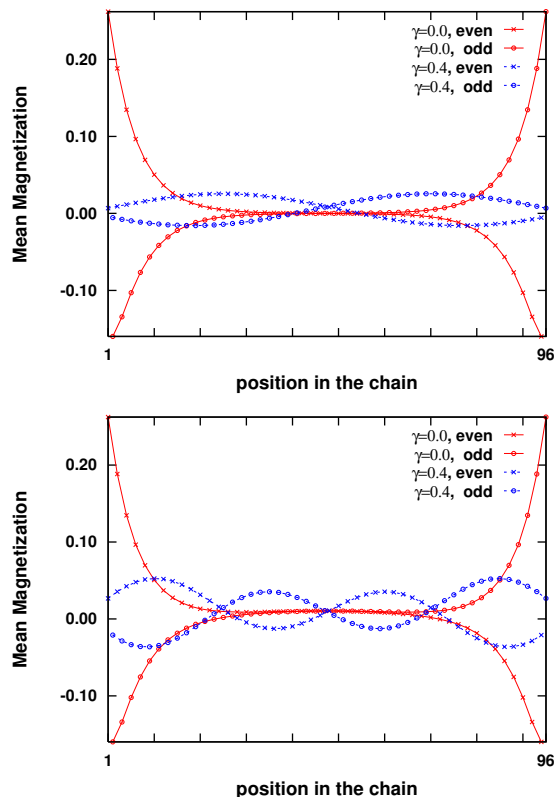 0.20
0.10
0.00
-0.10
Mean Magnetization
γ=0.0, even
γ=0.0, odd
γ=0.4, even
γ=0.4, odd
1
96
position in the chain
0.20
0.10
0.00
-0.10
Mean Magnetization
γ=0.0, even
γ=0.0, odd
γ=0.4, even
γ=0.4, odd
1
96
position in the chain